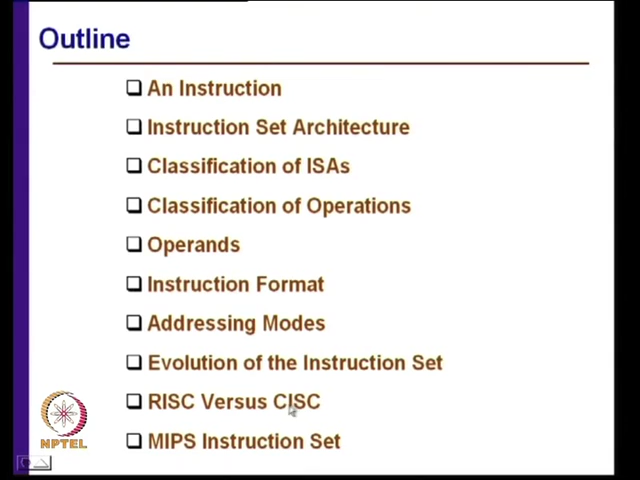 Outline
An Instruction
Instruction Set Architecture
Classification of ISAs
Classification of Operations
Operands
Instruction Format
Addressing Modes
Evolution of the Instruction Set
RISC Versus CISC
MIPS Instruction Set
NPTEL